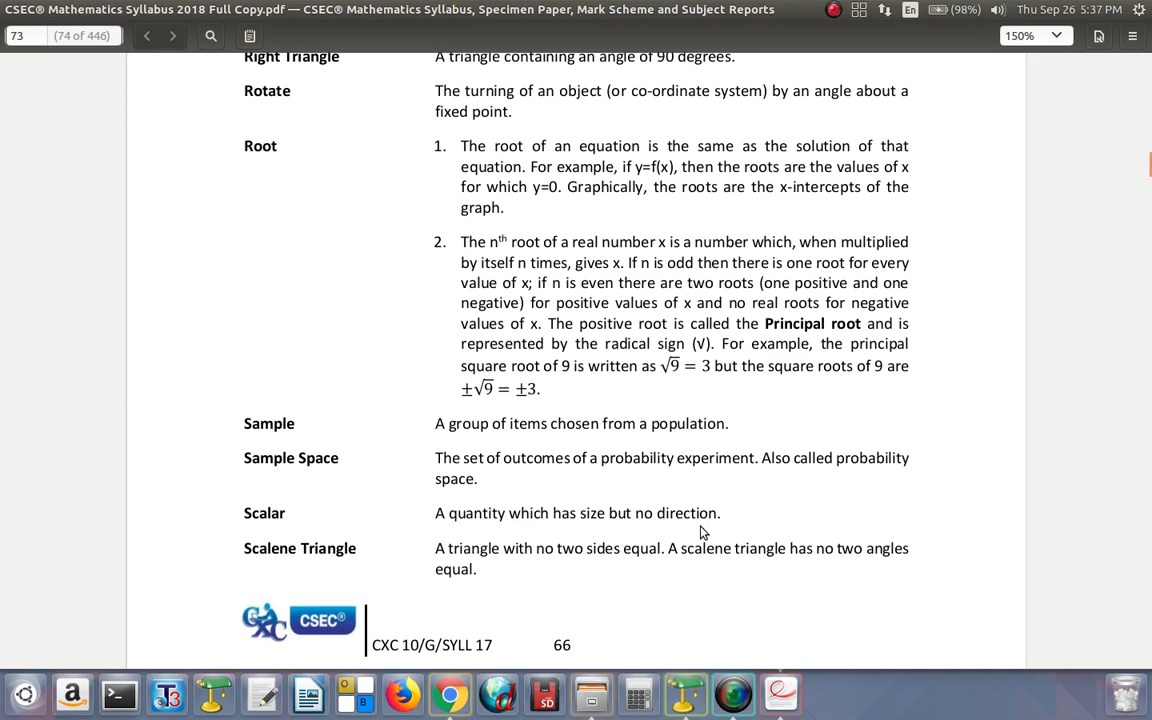 CSEC® Mathematics Syllabus 2018 Full Copy.pdf — CSEC® Mathematics Syllabus, Specimen Paper, Mark Scheme and Subject Reports
En (98%) Thu Sep 26 5:37 PM
73 (74 of 446) 150%
Right Triangle A triangle containing an angle of 90 degrees.
Rotate The turning of an object (or co-ordinate system) by an angle about a
fixed point.
Root 1. The root of an equation is the same as the solution of that
equation. For example, if y=f(x), then the roots are the values of x
for which y=0. Graphically, the roots are the x-intercepts of the
graph.
2. The nth root of a real number x is a number which, when multiplied
by itself n times, gives x. If n is odd then there is one root for every
value of x; if n is even there are two roots (one positive and one
negative) for positive values of x and no real roots for negative
values of x. The positive root is called the Principal root and is
represented by the radical sign (√). For example, the principal
square root of 9 is written as √9 = 3 but the square roots of 9 are
±√9 = ±3.
Sample A group of items chosen from a population.
Sample Space The set of outcomes of a probability experiment. Also called probability
space.
Scalar A quantity which has size but no direction.
Scalene Triangle A triangle with no two sides equal. A scalene triangle has no two angles
equal.
CXC CSEC®
CXC 10/G/SYLL 17 66
T3 SD